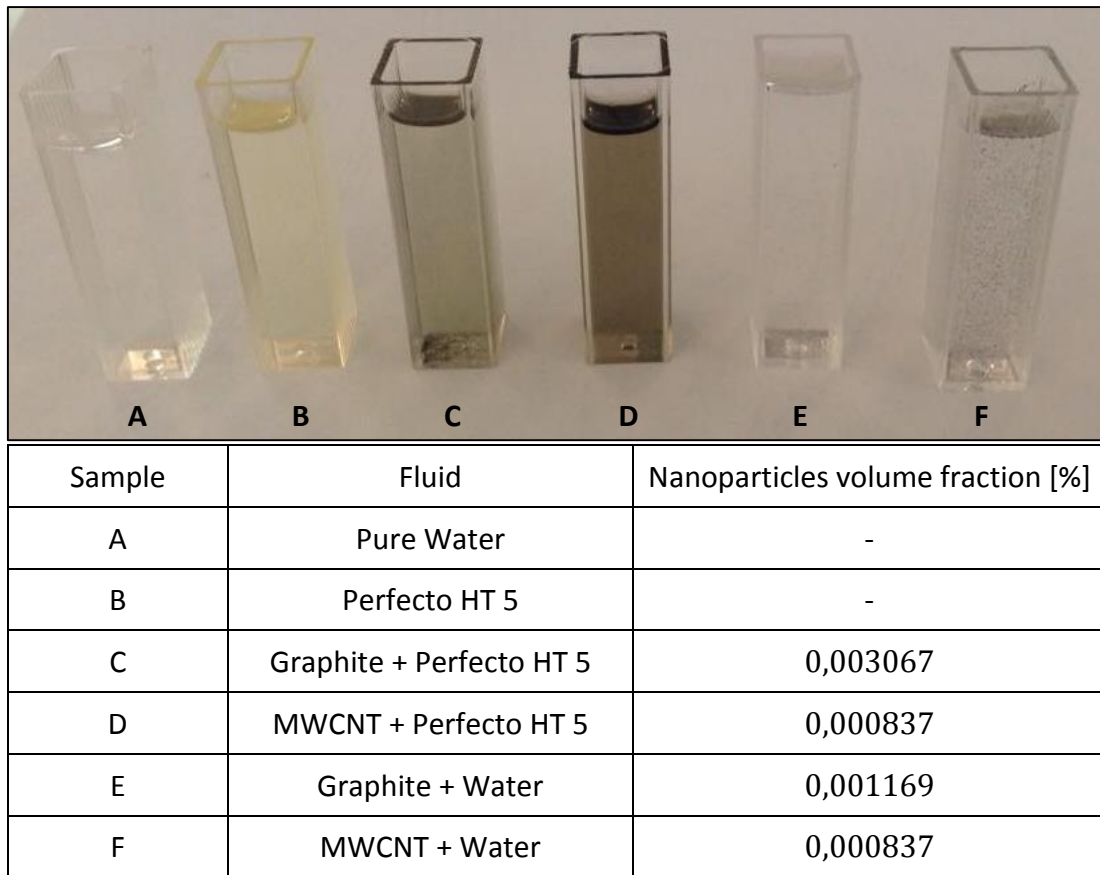 A B C D E F
Sample Fluid Nanoparticles volume fraction [%]
A Pure Water -
B Perfecto HT 5 -
C Graphite + Perfecto HT 5 0,003067
D MWCNT + Perfecto HT 5 0,000837
E Graphite + Water 0,001169
F MWCNT + Water 0,000837